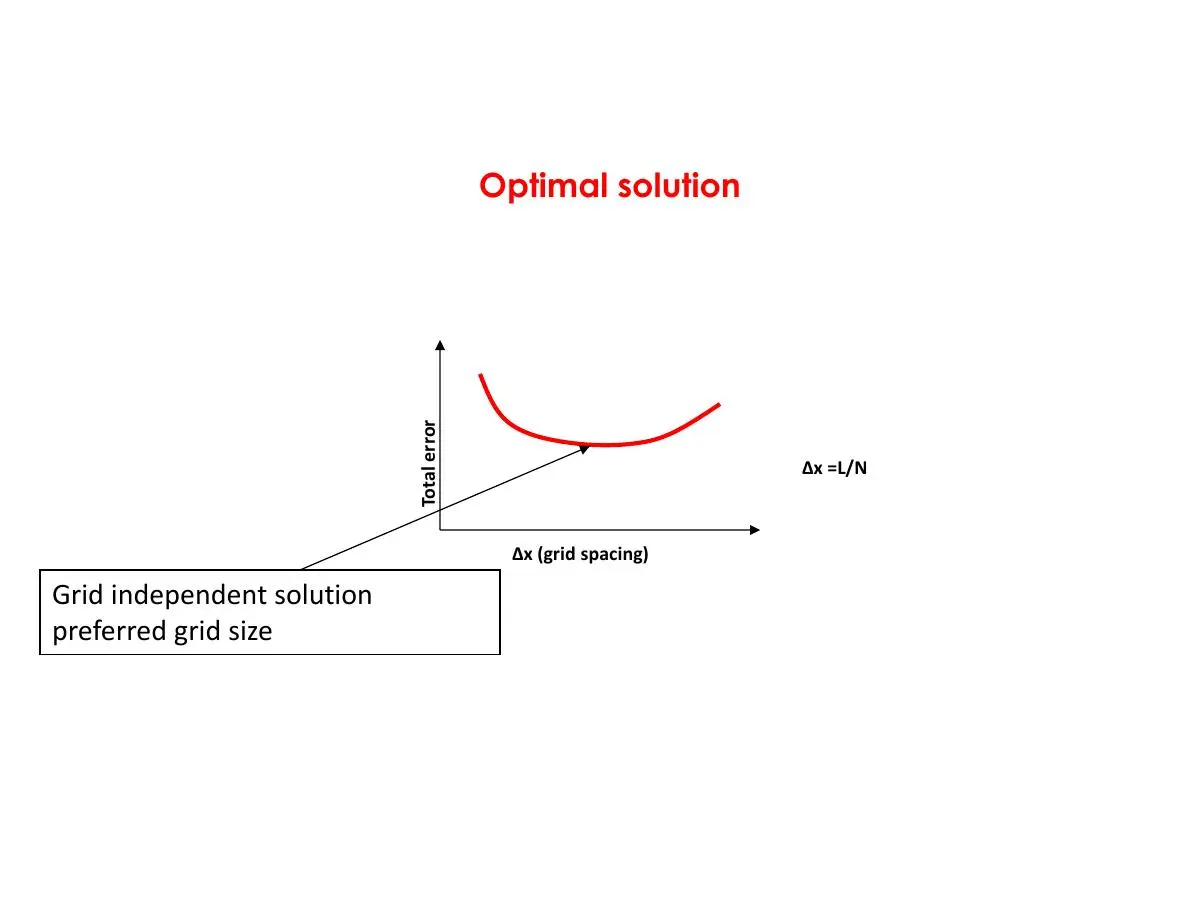 Optimal solution
Total error
Δx =L/N
Δx (grid spacing)
Grid independent solution
preferred grid size